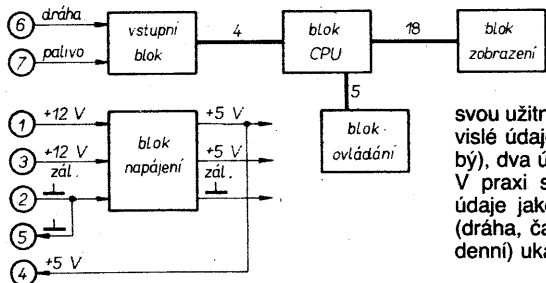 6 dráha
7 palivo
vstupní
blok
4
blok
CPU
18
blok
zobrazení
5
blok
ovládání
1 +12 V
3 +12 V
zál.
2
5
4 +5 V
blok
napájení
+5 V
+5 V
zál.
svou užitn
vislé údaj
bý), dva ú
V praxi s
údaje jako
(dráha, ča
denní) uka